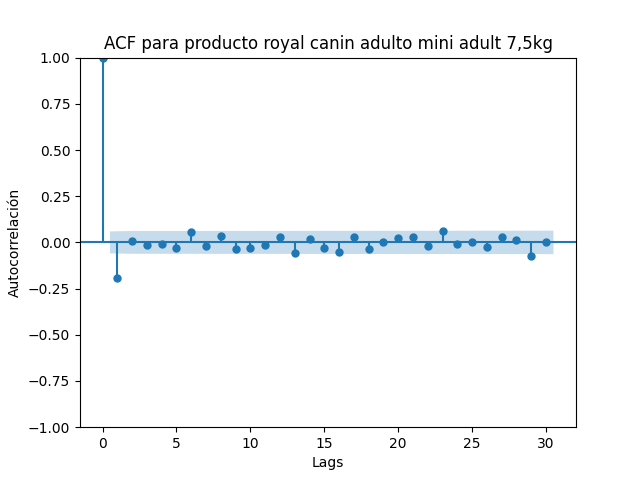 ACF para producto royal canin adulto mini adult 7,5kg
1.00
0.75
0.50
0.25
0.00
−0.25
−0.50
−0.75
−1.00
Autocorrelación
0 5 10 15 20 25 30
Lags